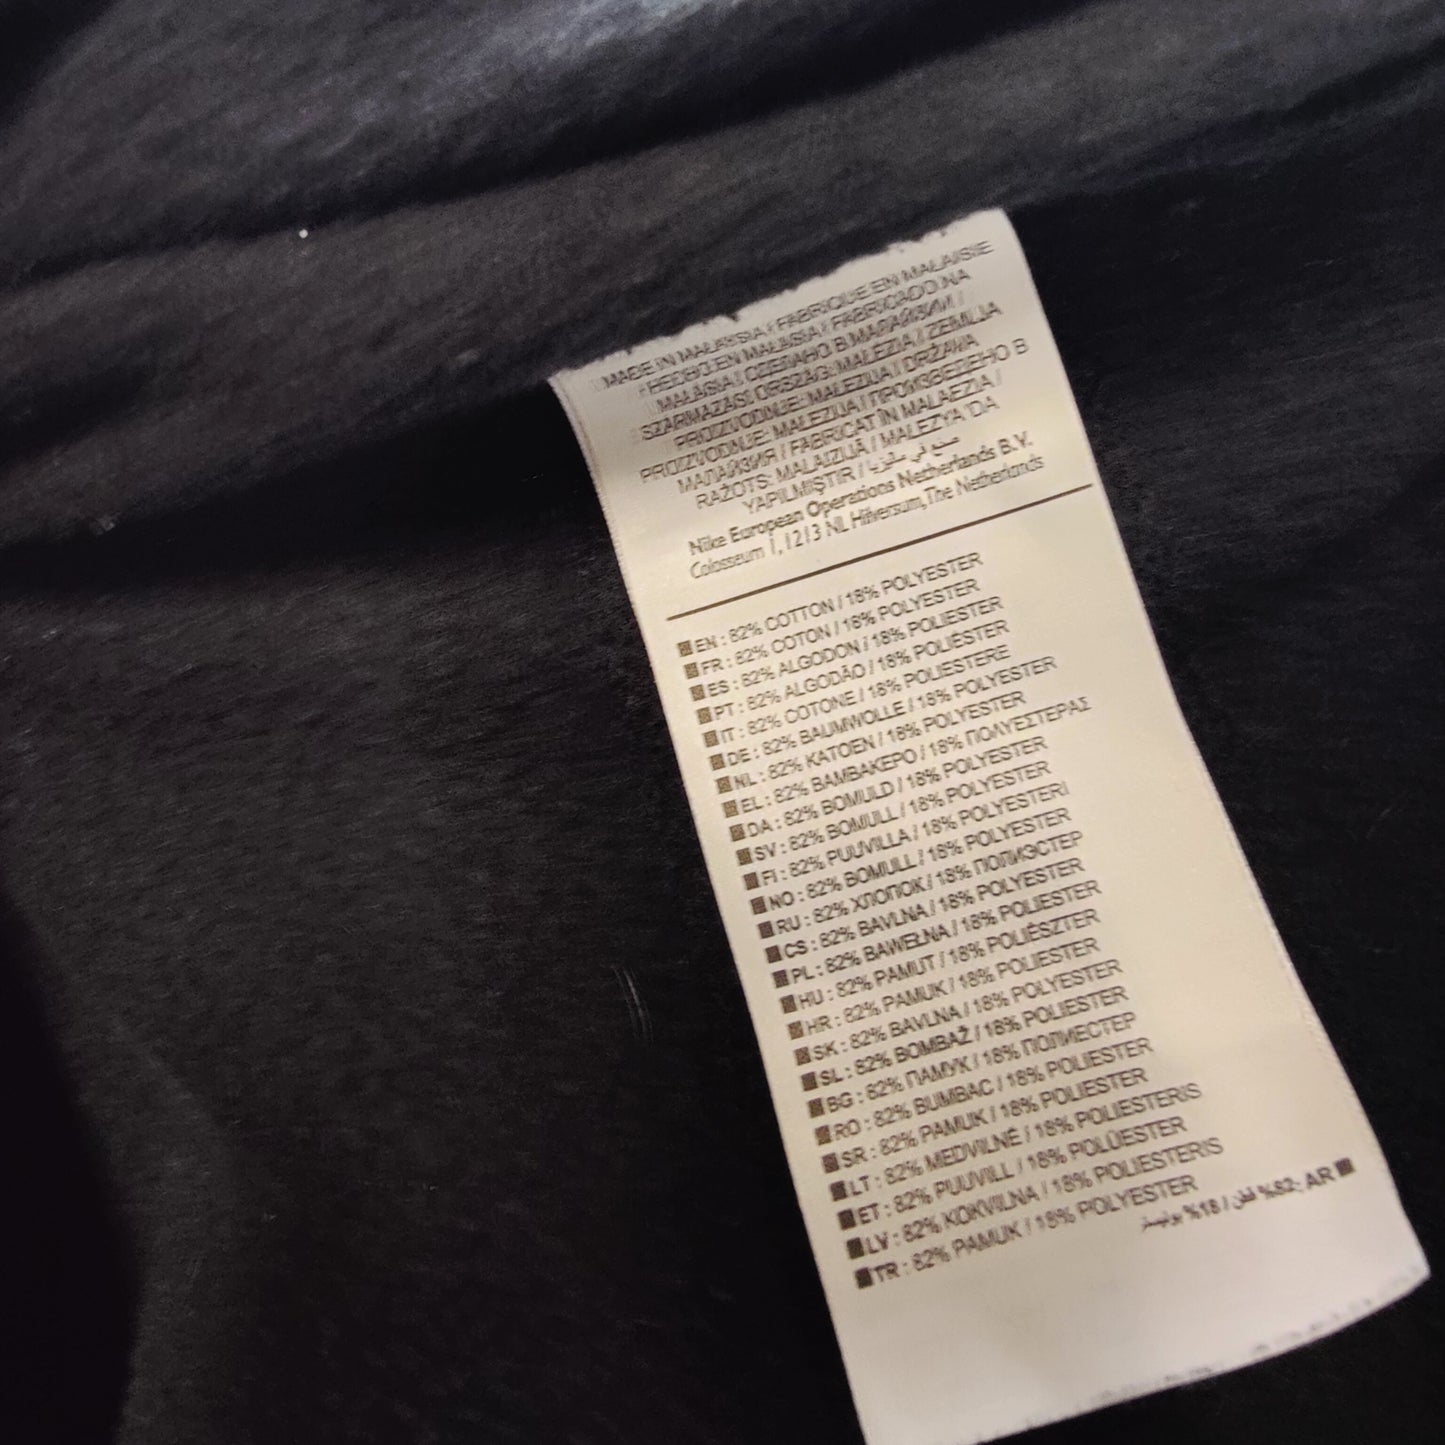 MADE IN MALAYSIA / FABRIQUE EN MALAISIE
/ HECHO EN MALASIA / FABRICADO NA
MALÁSIA / СДЕЛАНО В МАЛАЙЗИИ /
SZÁRMAZÁSI ORSZÁG: MALÉZIA / ZEMLJA
PROIZVODNJE: MALEZIJA / DRŽAVA
PROIZVODNJE: MALEZIJA / ПРОИЗВЕДЕНО В
МАЛАЙЗИЯ / FABRICAT ÎN MALAEZIA /
RAŽOTS: MALAIZIJĀ / MALEZYA 'DA
YAPILMIŞTIR / صنع في ماليزيا
Nike European Operations Netherlands B.V.
Colosseum 1, 1213 NL Hilversum, The Netherlands
EN : 82% COTTON / 18% POLYESTER
FR : 82% COTON / 18% POLYESTER
ES : 82% ALGODON / 18% POLIESTER
PT : 82% ALGODÃO / 18% POLIÉSTER
IT : 82% COTONE / 18% POLIESTERE
DE : 82% BAUMWOLLE / 18% POLYESTER
NL : 82% KATOEN / 18% POLYESTER
EL : 82% ΒΑΜΒΑΚΕΡΟ / 18% ΠΟΛΥΕΣΤΕΡΑΣ
DA : 82% BOMULD / 18% POLYESTER
SV : 82% BOMULL / 18% POLYESTER
FI : 82% PUUVILLA / 18% POLYESTERI
NO : 82% BOMULL / 18% POLYESTER
RU : 82% ХЛОПОК / 18% ПОЛИЭСТЕР
CS : 82% BAVLNA / 18% POLYESTER
PL : 82% BAWEŁNA / 18% POLIESTER
HU : 82% PAMUT / 18% POLIÉSZTER
HR : 82% PAMUK / 18% POLIESTER
SK : 82% BAVLNA / 18% POLYESTER
SL : 82% BOMBAŽ / 18% POLIESTER
BG : 82% ПАМУК / 18% ПОЛИЕСТЕР
RO : 82% BUMBAC / 18% POLIESTER
SR : 82% PAMUK / 18% POLIESTER
LT : 82% MEDVILNĖ / 18% POLIESTERIS
ET : 82% PUUVILL / 18% POLÜESTER
LV : 82% KOKVILNA / 18% POLIESTERIS
TR : 82% PAMUK / 18% POLYESTER
AR :82% قطن / 18% بوليستر